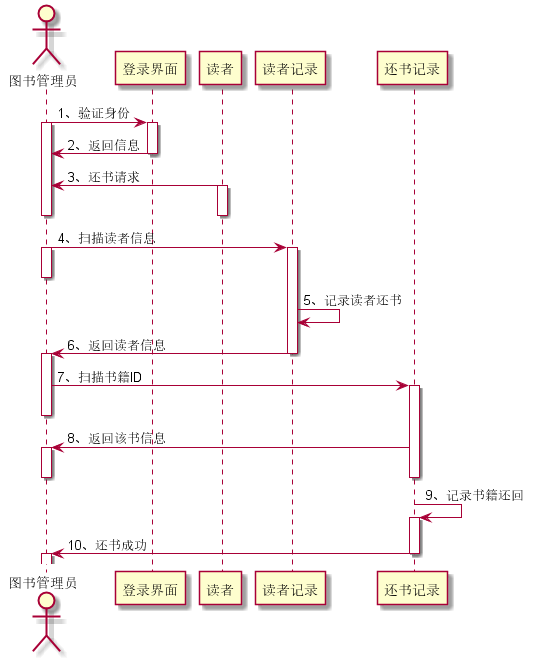 图书管理员
登录界面
读者
读者记录
还书记录
1、验证身份
2、返回信息
3、还书请求
4、扫描读者信息
5、记录读者还书
6、返回读者信息
7、扫描书籍ID
8、返回该书信息
9、记录书籍还回
10、还书成功
图书管理员
登录界面
读者
读者记录
还书记录